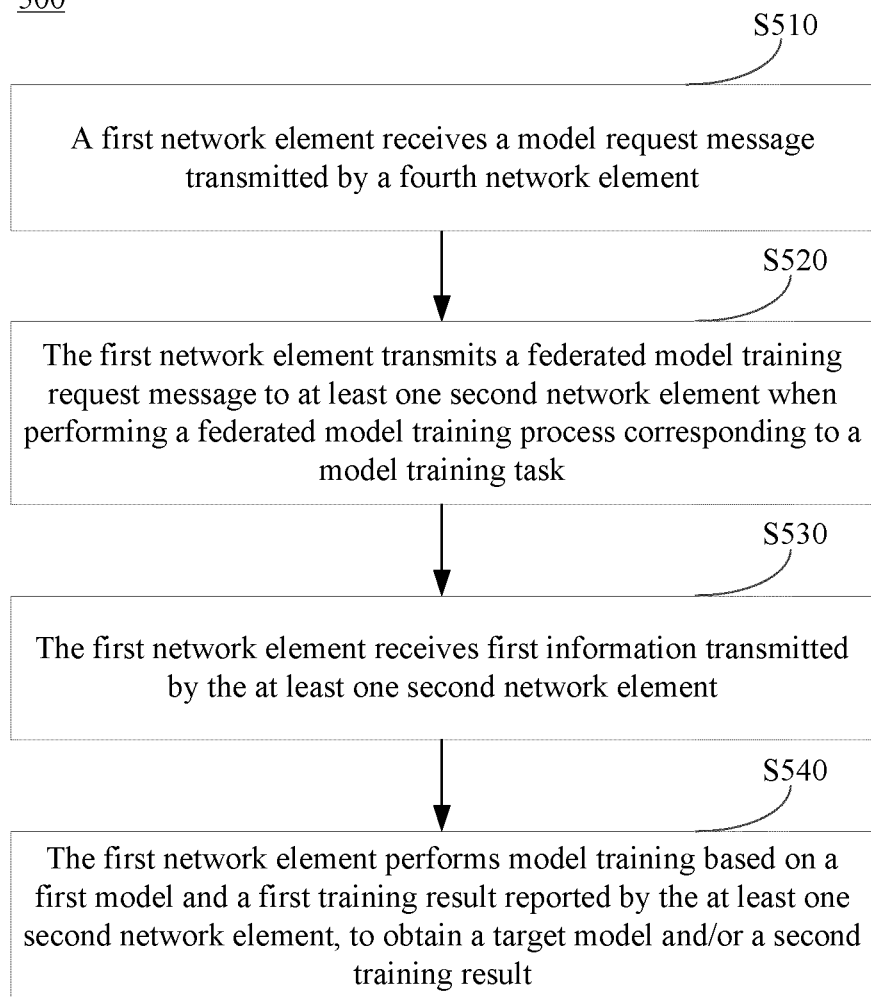 500
S510
A first network element receives a model request message
transmitted by a fourth network element
S520
The first network element transmits a federated model training
request message to at least one second network element when
performing a federated model training process corresponding to a
model training task
S530
The first network element receives first information transmitted
by the at least one second network element
S540
The first network element performs model training based on a
first model and a first training result reported by the at least one
second network element, to obtain a target model and/or a second
training result